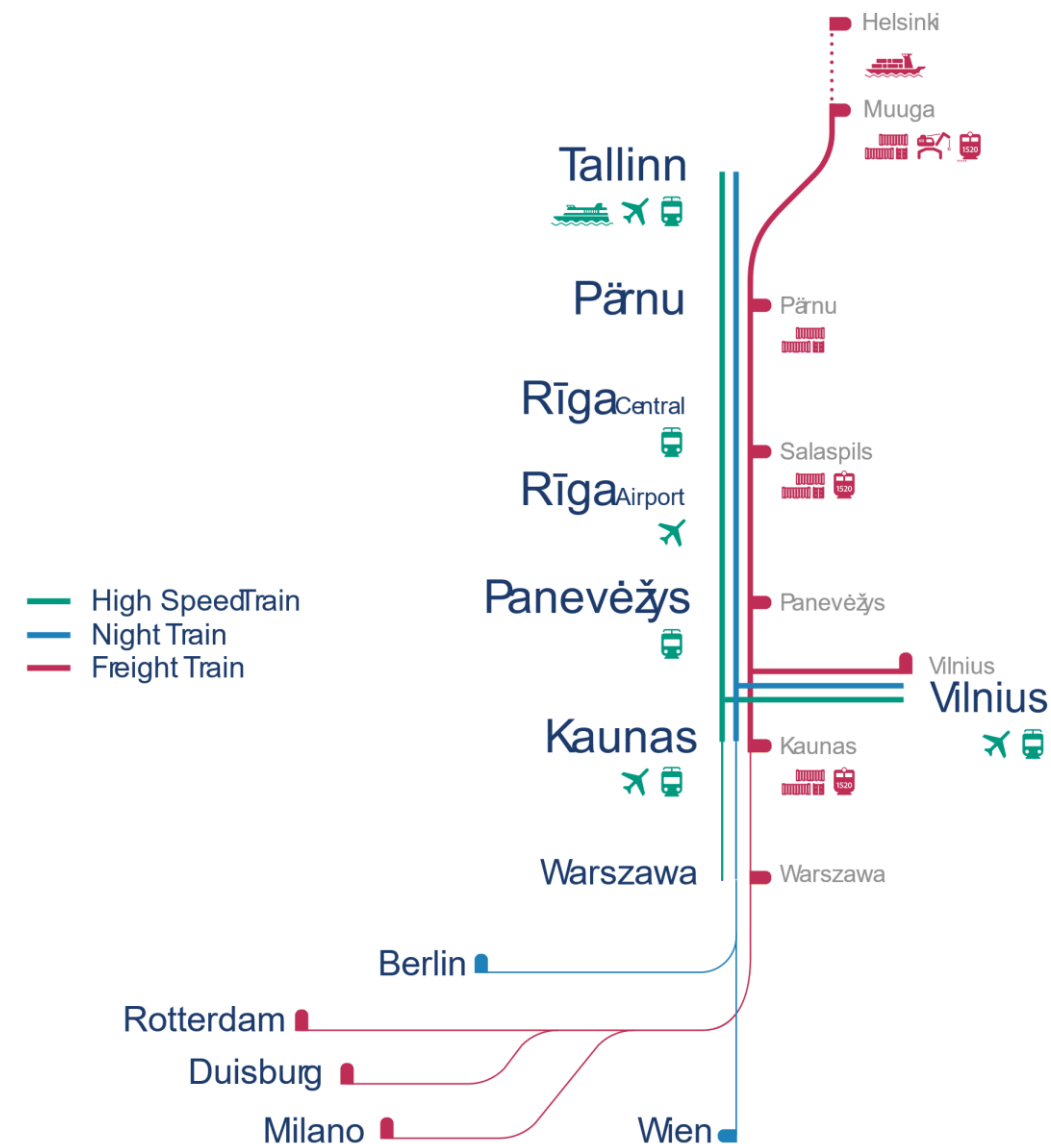 Helsinki
Muuga
1520
Tallinn
Pärnu
Pärnu
Rīga Central
Salaspils
1520
Rīga Airport
Panevėžys
Panevėžys
High Speed Train
Night Train
Freight Train
Vilnius
Vilnius
Kaunas
Kaunas
1520
Warszawa
Warszawa
Berlin
Rotterdam
Duisburg
Milano
Wien